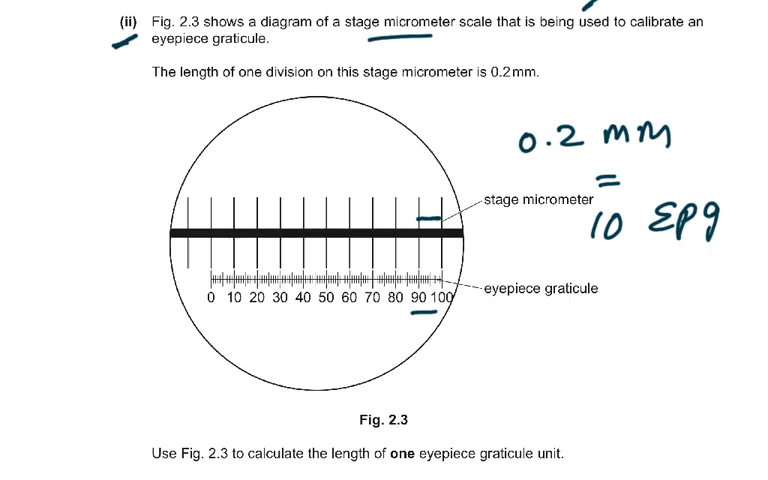 (ii) Fig. 2.3 shows a diagram of a stage micrometer scale that is being used to calibrate an
eyepiece graticule.
The length of one division on this stage micrometer is 0.2 mm.
0.2 mm
=
10 epg
stage micrometer
0 10 20 30 40 50 60 70 80 90 100
eyepiece graticule
Fig. 2.3
Use Fig. 2.3 to calculate the length of one eyepiece graticule unit.